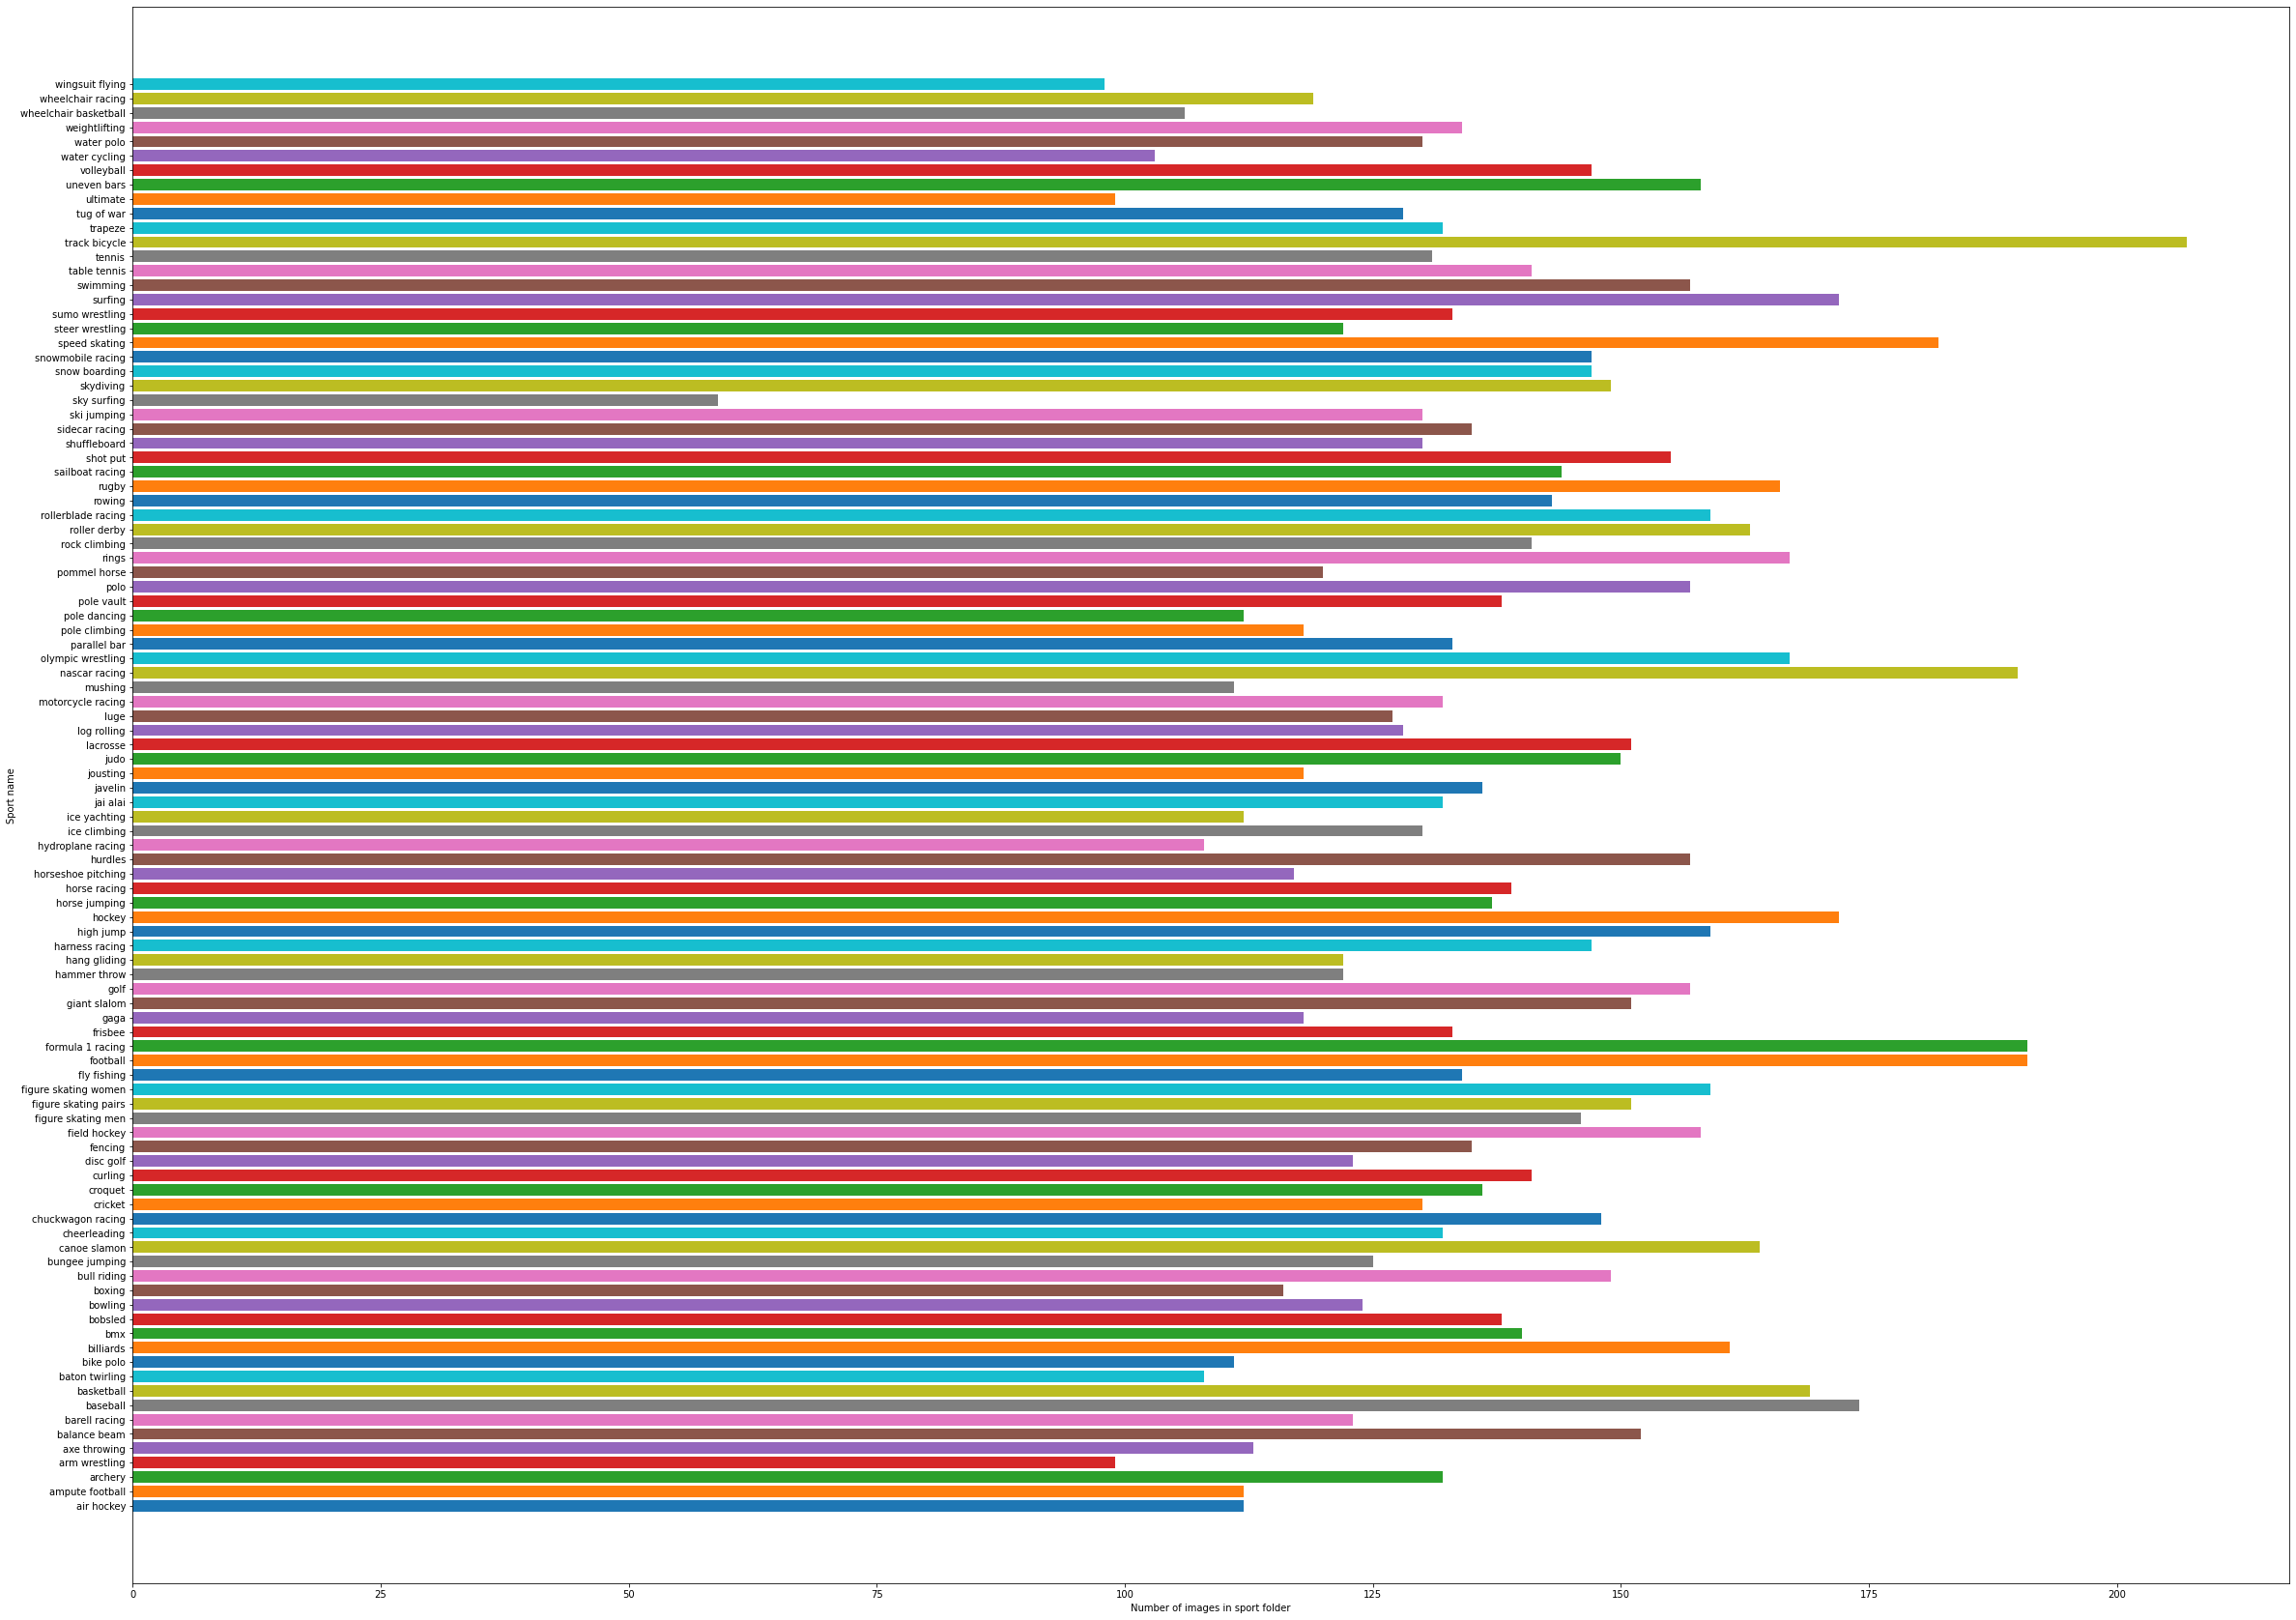 wingsuit flying
wheelchair racing
wheelchair basketball
weightlifting
water polo
water cycling
volleyball
uneven bars
ultimate
tug of war
trapeze
track bicycle
tennis
table tennis
swimming
surfing
sumo wrestling
steer wrestling
speed skating
snowmobile racing
snow boarding
skydiving
sky surfing
ski jumping
sidecar racing
shuffleboard
shot put
sailboat racing
rugby
rowing
rollerblade racing
roller derby
rock climbing
rings
pommel horse
polo
pole vault
pole dancing
pole climbing
parallel bar
olympic wrestling
nascar racing
mushing
motorcycle racing
luge
log rolling
lacrosse
judo
jousting
javelin
jai alai
ice yachting
ice climbing
hydroplane racing
hurdles
horseshoe pitching
horse racing
horse jumping
hockey
high jump
harness racing
hang gliding
hammer throw
golf
giant slalom
gaga
frisbee
formula 1 racing
football
fly fishing
figure skating women
figure skating pairs
figure skating men
field hockey
fencing
disc golf
curling
croquet
cricket
chuckwagon racing
cheerleading
canoe slamon
bungee jumping
bull riding
boxing
bowling
bobsled
bmx
billiards
bike polo
baton twirling
basketball
baseball
barell racing
balance beam
axe throwing
arm wrestling
archery
ampute football
air hockey
Sport name
0 25 50 75 100 125 150 175 200
Number of images in sport folder